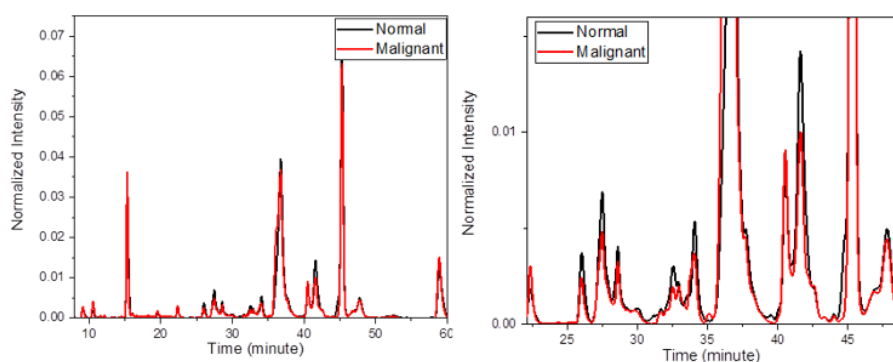 Normal
Malignant
0.07
0.06
0.05
0.04
0.03
0.02
0.01
0.00
Normalized Intensity
10 20 30 40 50 60
Time (minute)
Normal
Malignant
0.01
0.00
Normalized Intensity
25 30 35 40 45
Time (minute)